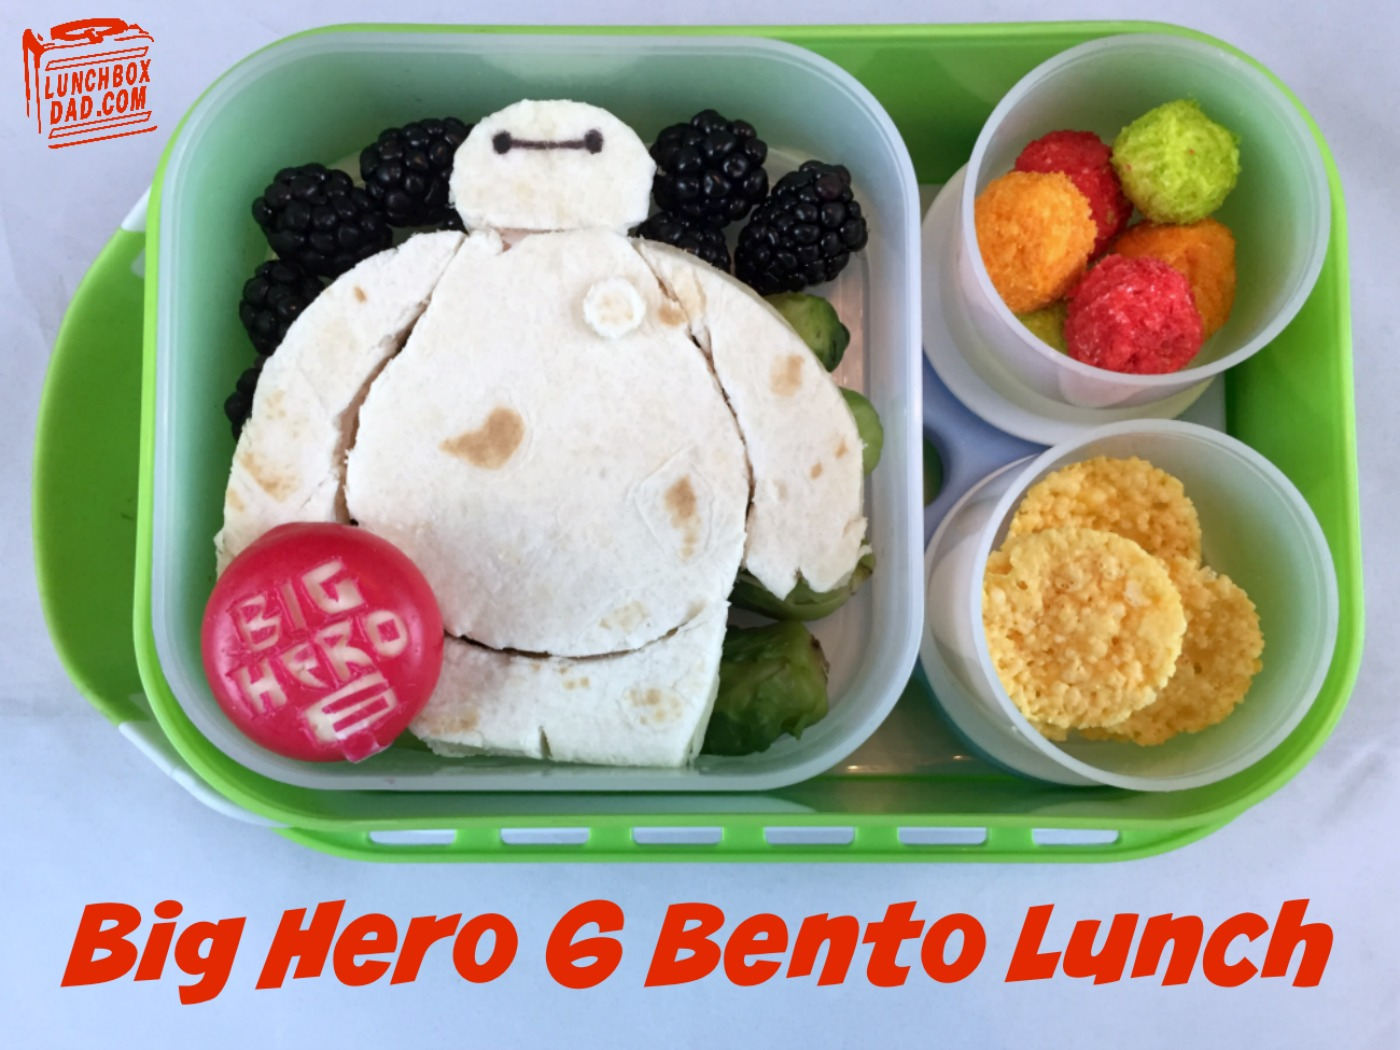 LUNCHBOX
DAD.COM
BIG
HERO
6
Big Hero 6 Bento Lunch